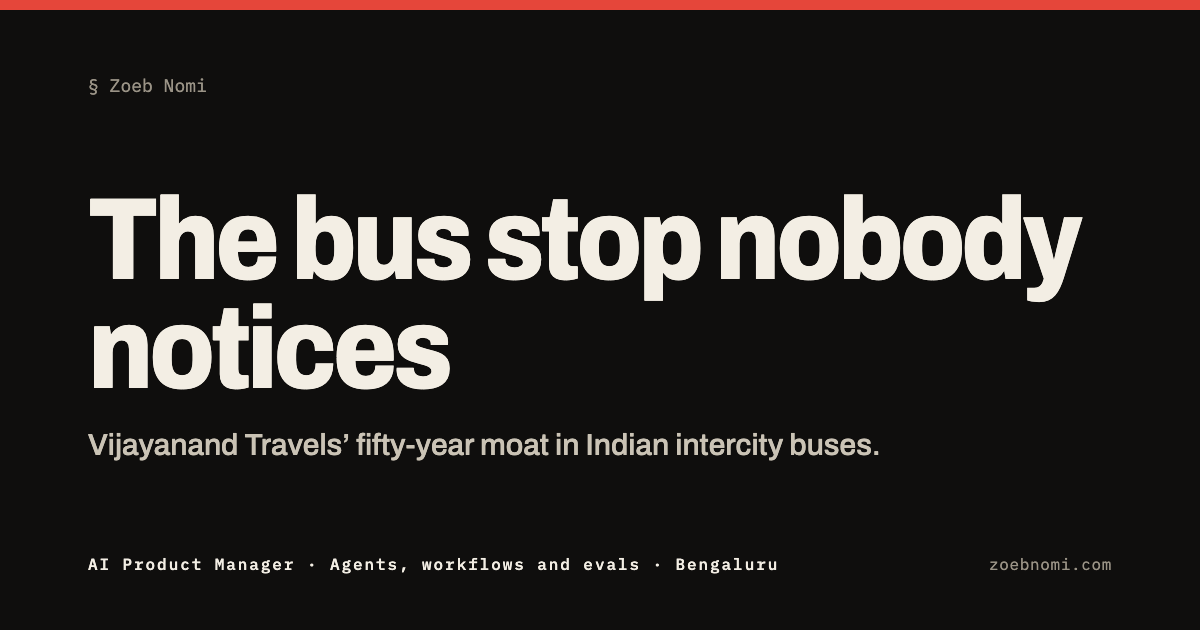 § Zoeb Nomi
The bus stop nobody
notices
Vijayanand Travels’ fifty-year moat in Indian intercity buses.
AI Product Manager · Agents, workflows and evals · Bengaluru
zoebnomi.com